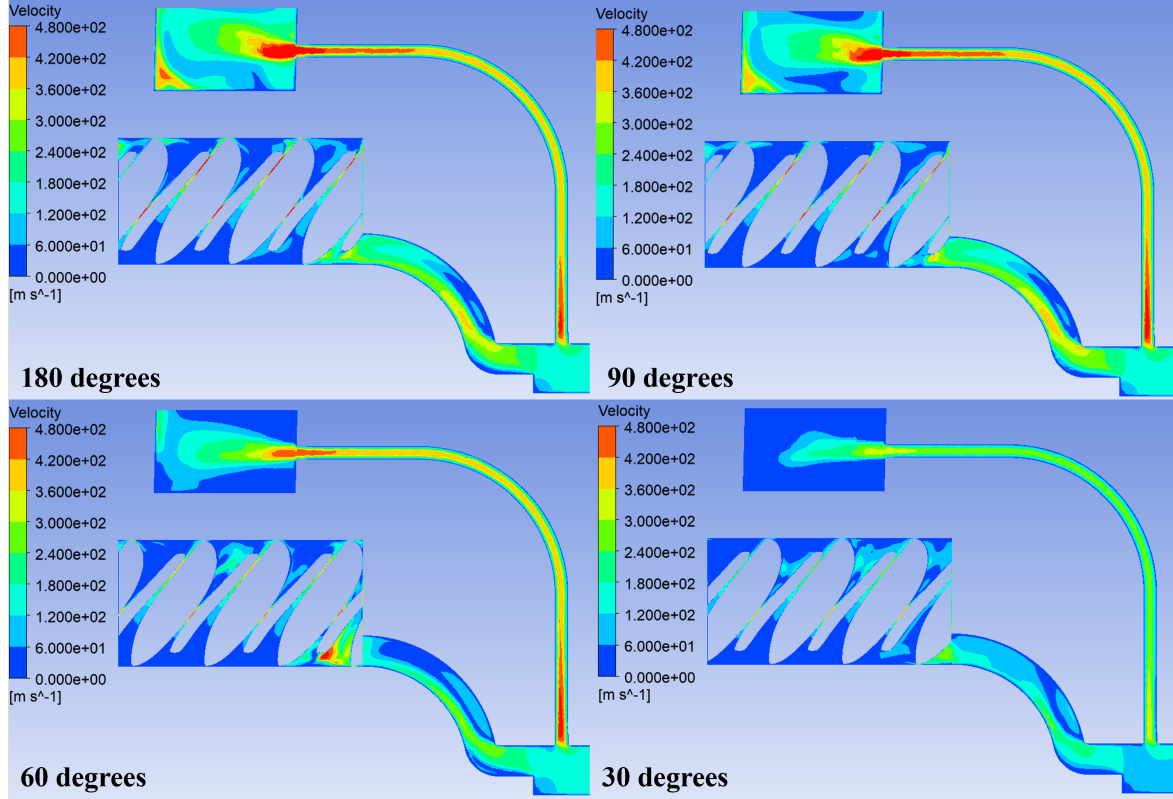 Velocity
4.800e+02
4.200e+02
3.600e+02
3.000e+02
2.400e+02
1.800e+02
1.200e+02
6.000e+01
0.000e+00
[m s^-1]
180 degrees
Velocity
4.800e+02
4.200e+02
3.600e+02
3.000e+02
2.400e+02
1.800e+02
1.200e+02
6.000e+01
0.000e+00
[m s^-1]
90 degrees
Velocity
4.800e+02
4.200e+02
3.600e+02
3.000e+02
2.400e+02
1.800e+02
1.200e+02
6.000e+01
0.000e+00
[m s^-1]
60 degrees
Velocity
4.800e+02
4.200e+02
3.600e+02
3.000e+02
2.400e+02
1.800e+02
1.200e+02
6.000e+01
0.000e+00
[m s^-1]
30 degrees